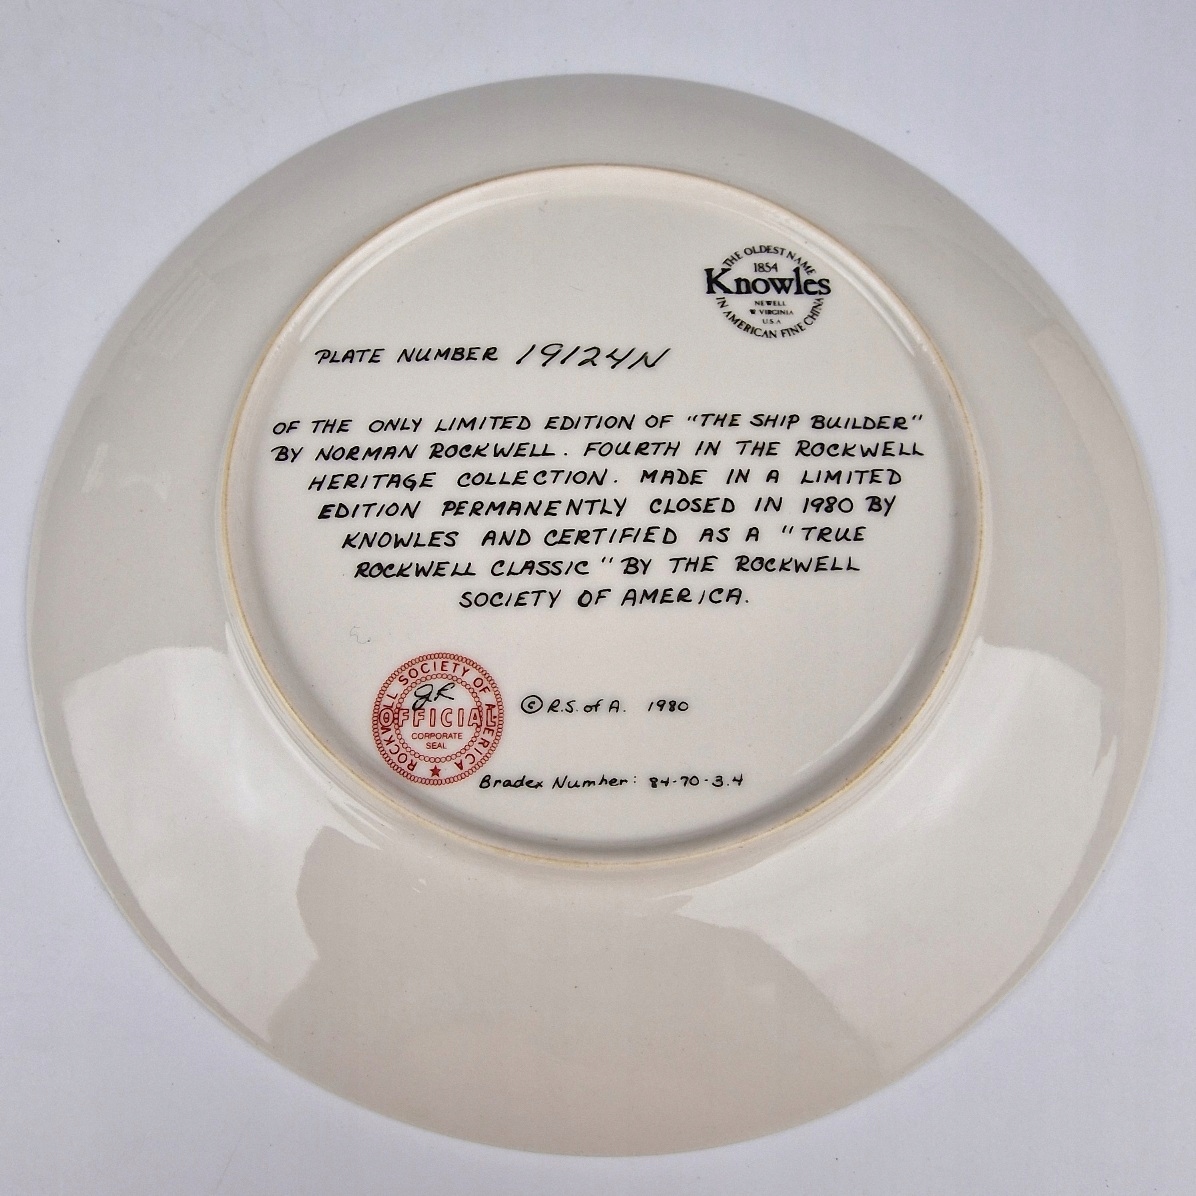 THE OLDEST NAME
1854
Knowles
NEWELL
W VIRGINIA
U.S.A
IN AMERICAN FINE CHINA
PLATE NUMBER 19124N
OF THE ONLY LIMITED EDITION OF "THE SHIP BUILDER"
BY NORMAN ROCKWELL. FOURTH IN THE ROCKWELL
HERITAGE COLLECTION. MADE IN A LIMITED
EDITION PERMANENTLY CLOSED IN 1980 BY
KNOWLES AND CERTIFIED AS A "TRUE
ROCKWELL CLASSIC" BY THE ROCKWELL
SOCIETY OF AMERICA.
ROCKWELL SOCIETY OF AMERICA
OFFICIAL
CORPORATE
SEAL
© R.S. of A. 1980
Bradex Number: 84-70-3.4